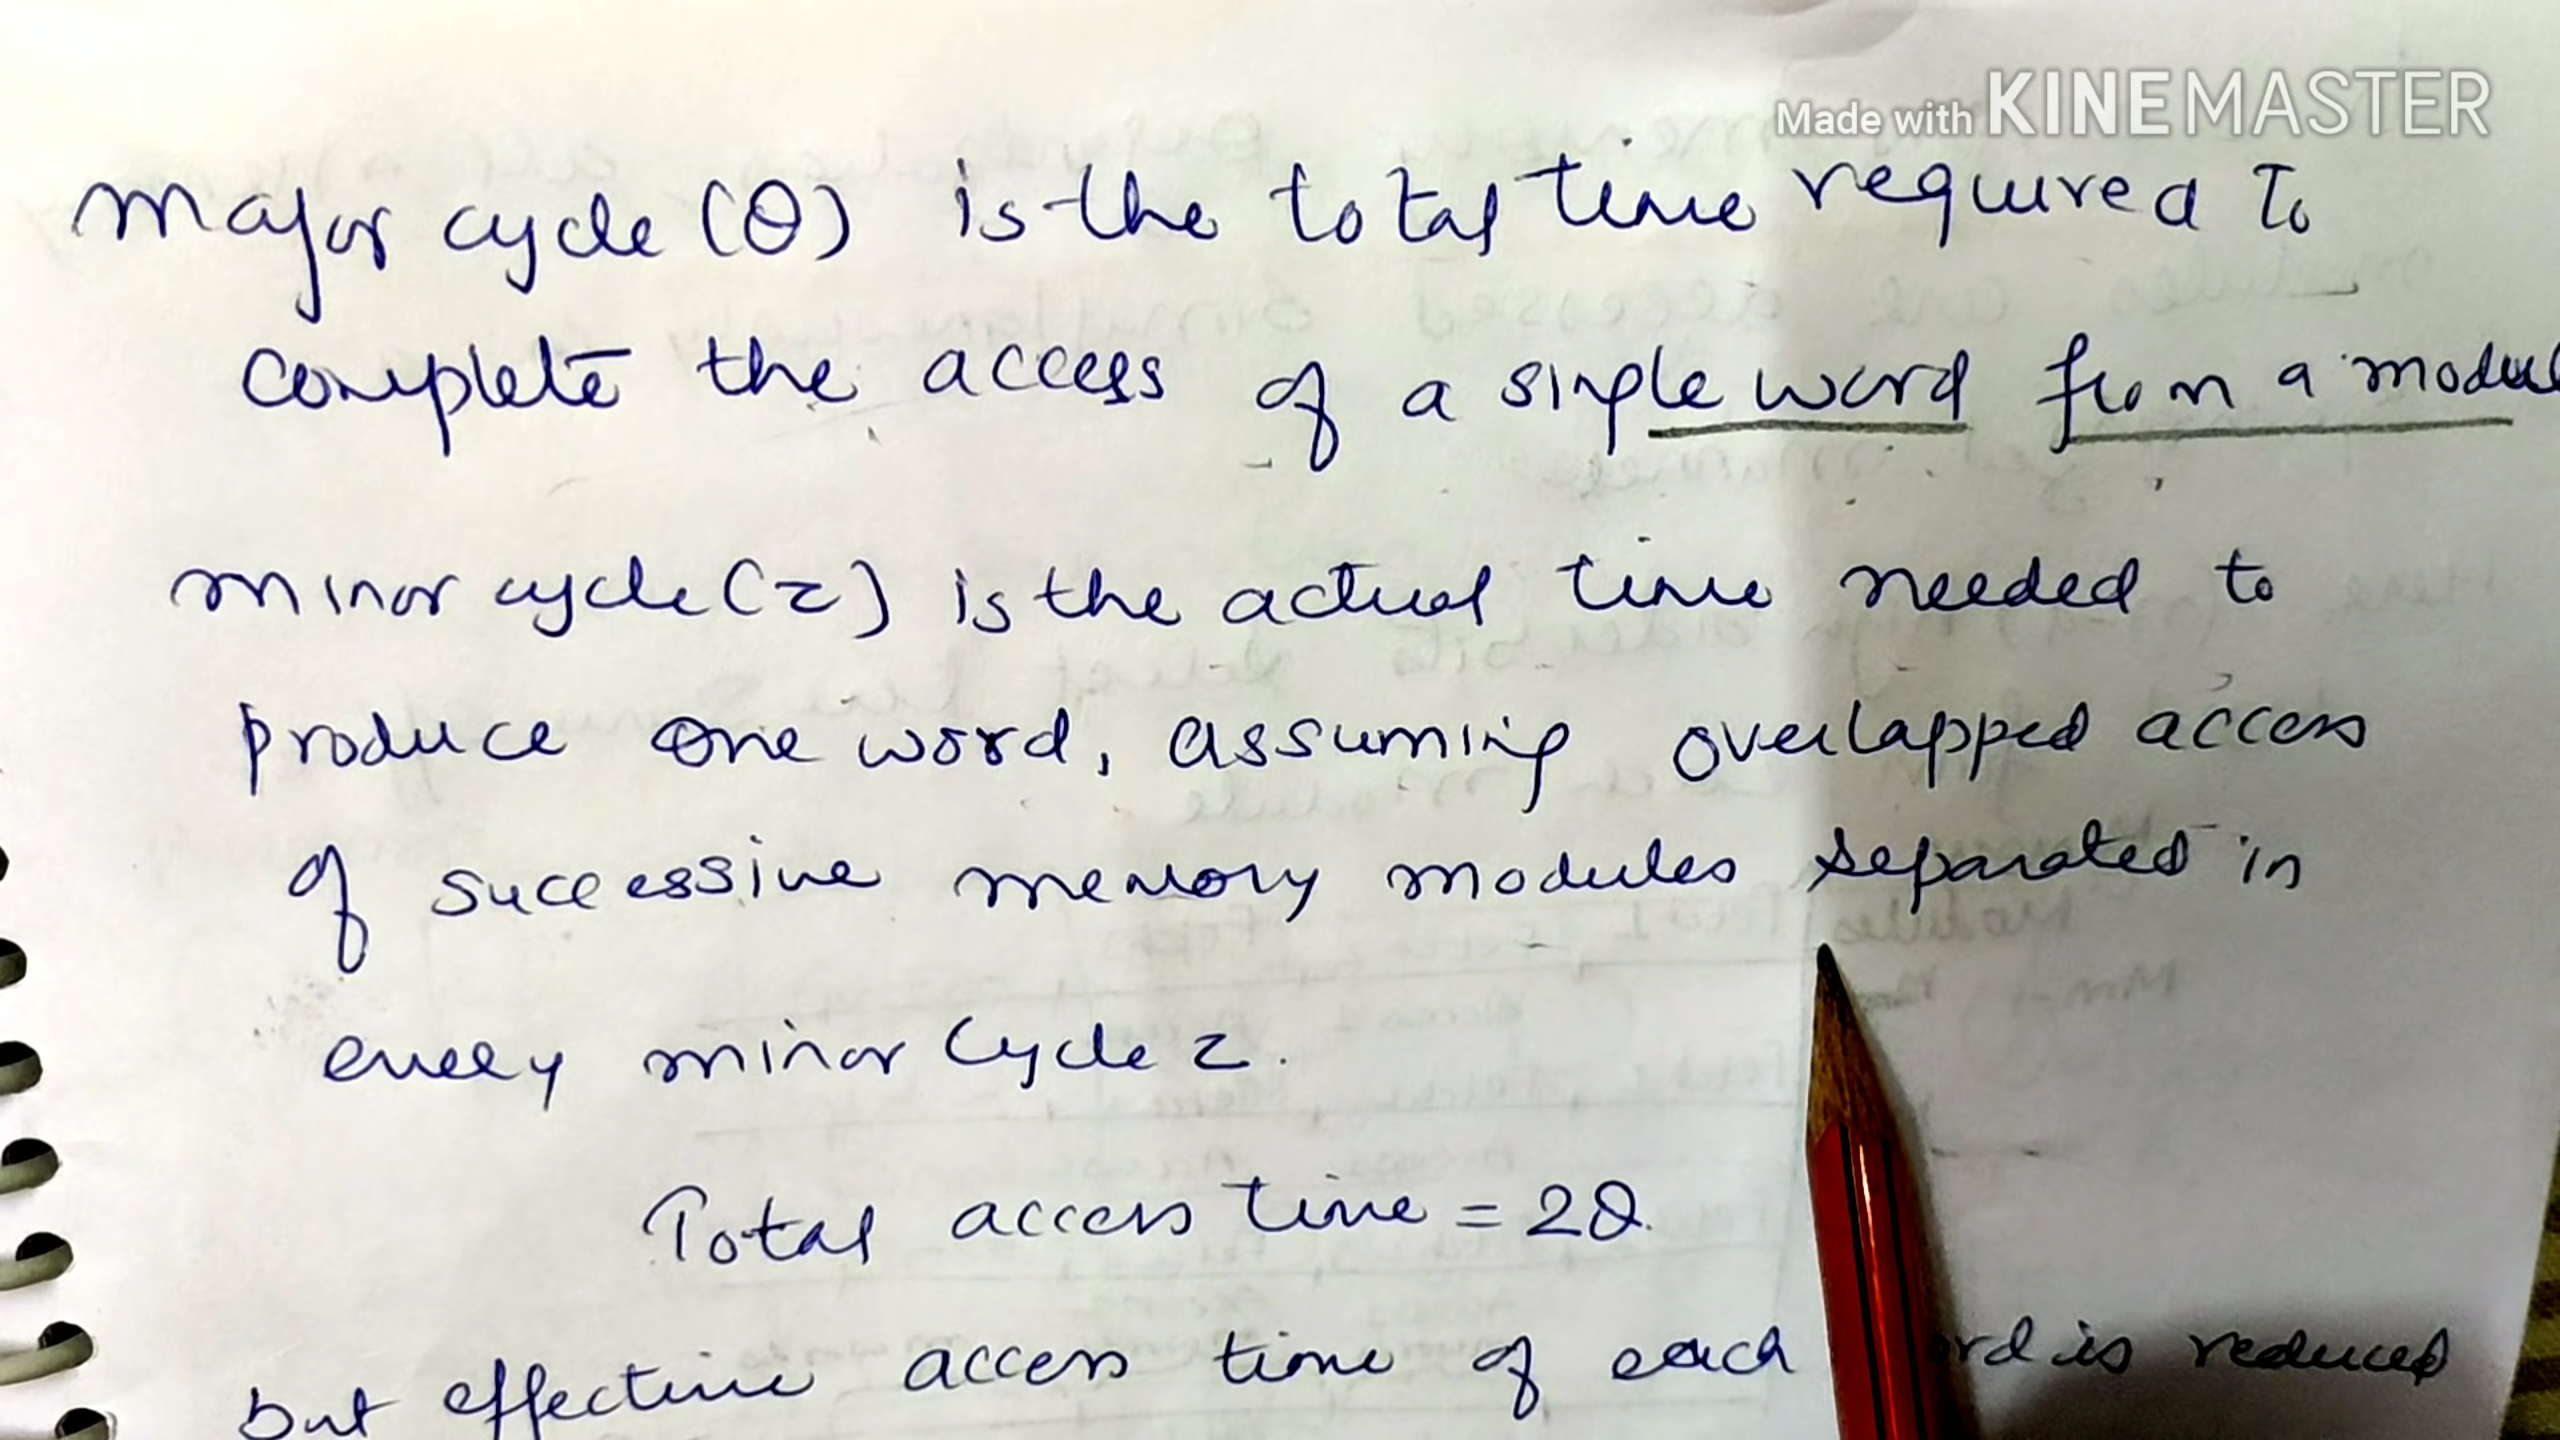 Made with KINEMASTER
Major cycle (θ) is the total time required to
complete the access of a single word from a modul
minor cycle (τ) is the actual time needed to
produce one word, assuming overlapped access
of successive memory modules separated in
every minor cycle τ.
Total access time = 2θ.
but effective access time of each ord is reduced